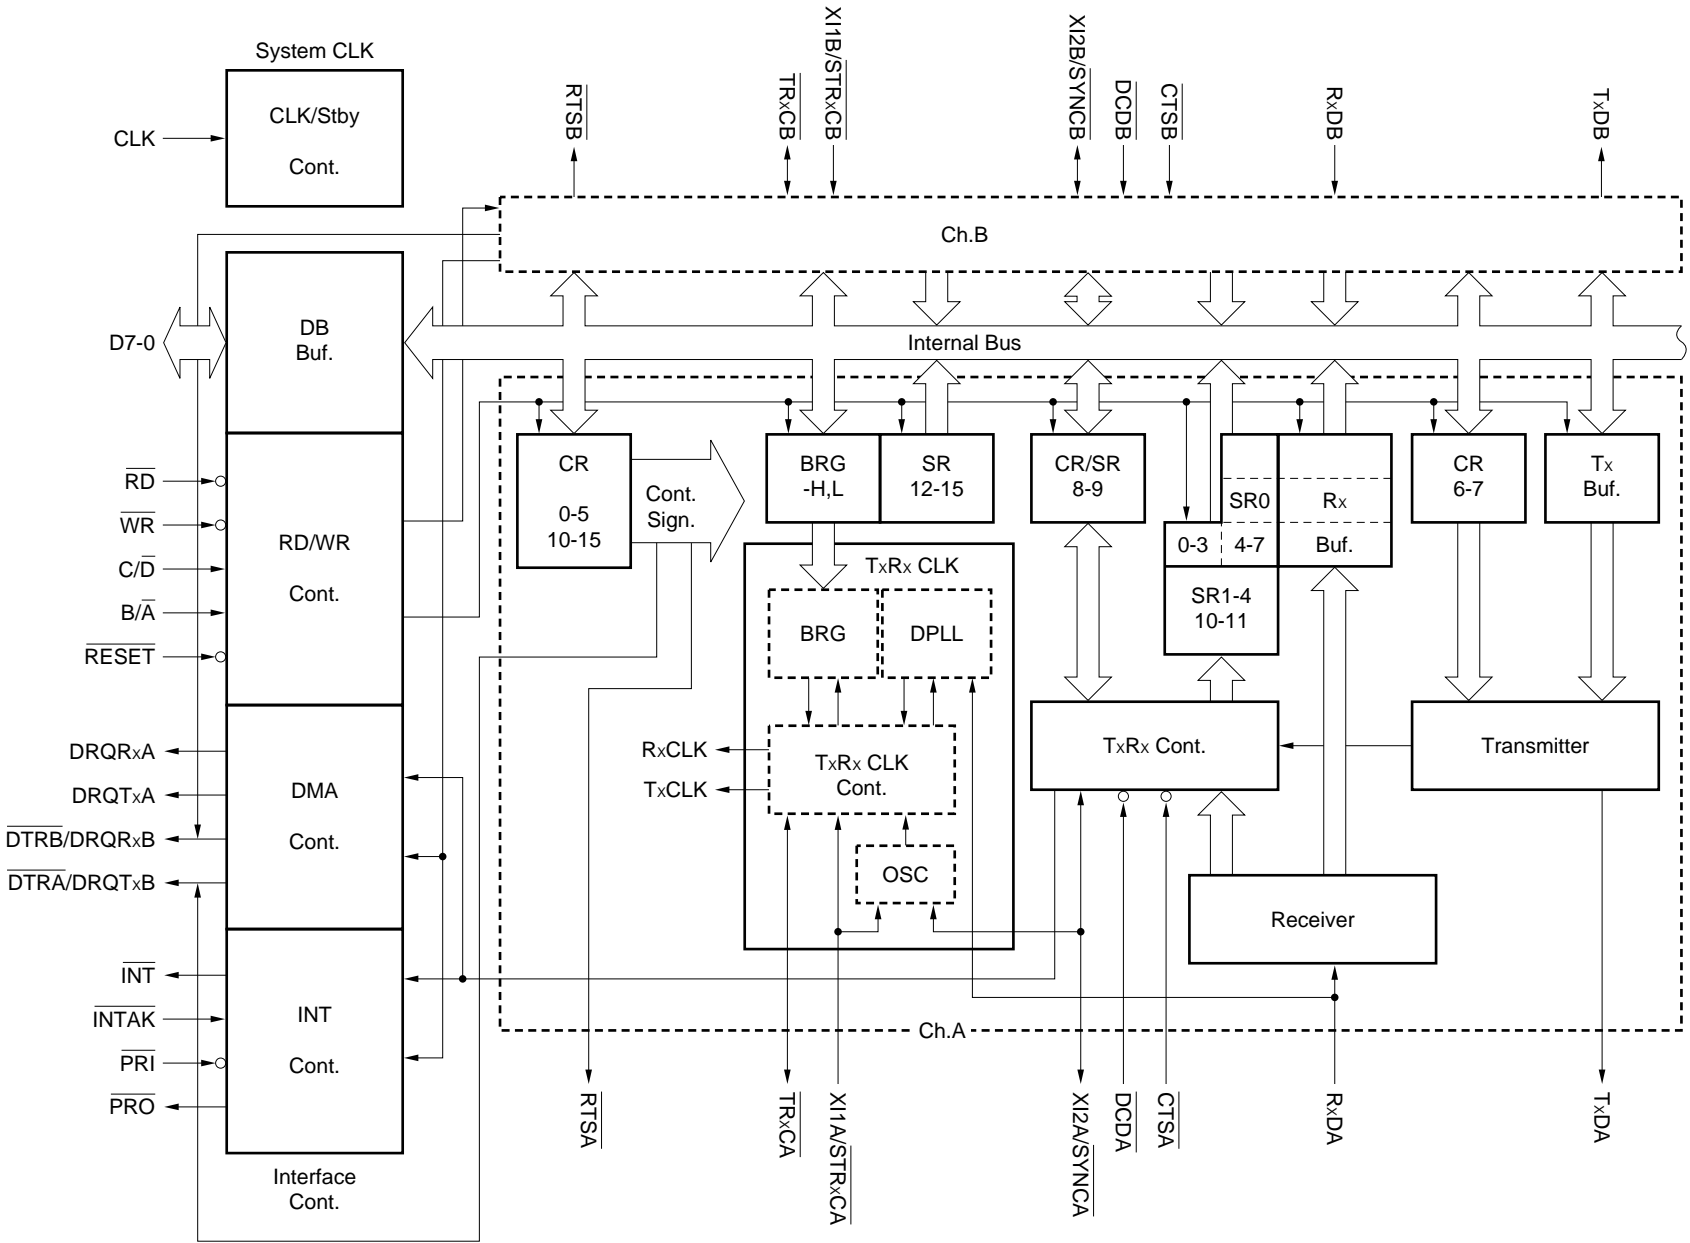 System CLK
CLK/Stby
Cont.
CLK
RTSB
TRxCB
XI1B/STRxCB
XI2B/SYNCB
DCDB
CTSB
RxDB
TxDB
Ch.B
D7-0
DB
Buf.
Internal Bus
RD
WR
C/D
B/A
RESET
RD/WR
Cont.
CR
0-5
10-15
Cont.
Sign.
BRG
-H,L
SR
12-15
CR/SR
8-9
SR0
Rx
0-3
4-7
Buf.
SR1-4
10-11
CR
6-7
Tx
Buf.
TxRx CLK
BRG
DPLL
RxCLK
TxCLK
TxRx CLK
Cont.
OSC
TxRx Cont.
Transmitter
Receiver
DRQRxA
DRQTxA
DTRB/DRQRxB
DTRA/DRQTxB
DMA
Cont.
INT
INTAK
PRI
PRO
INT
Cont.
Ch.A
RTSA
TRxCA
XI1A/STRxCA
XI2A/SYNCA
DCDA
CTSA
RxDA
TxDA
Interface
Cont.